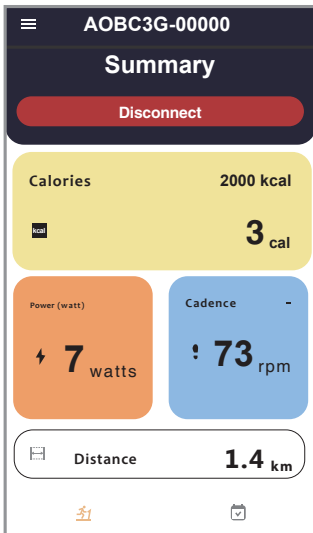 AOBC3G-00000
Summary
Disconnect
Calories 2000 kcal
kcal 3 cal
Power (watt)
7 watts
Cadence -
73 rpm
Distance 1.4 km